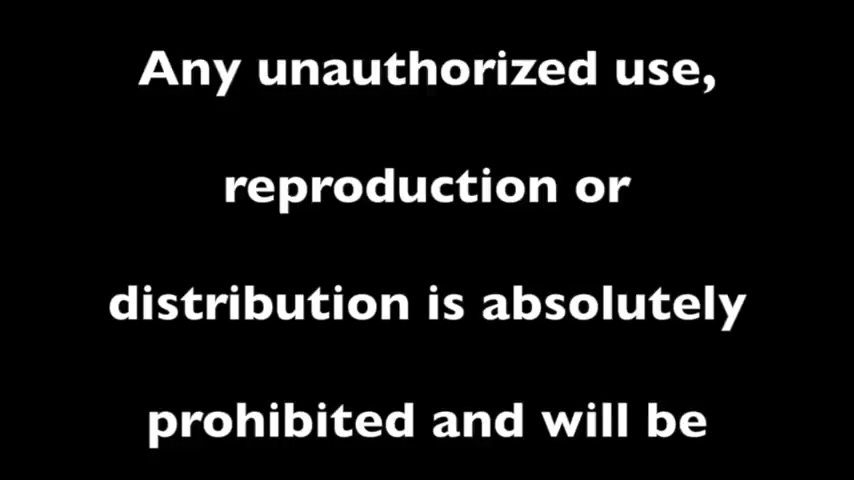 Any unauthorized use,
reproduction or
distribution is absolutely
prohibited and will be